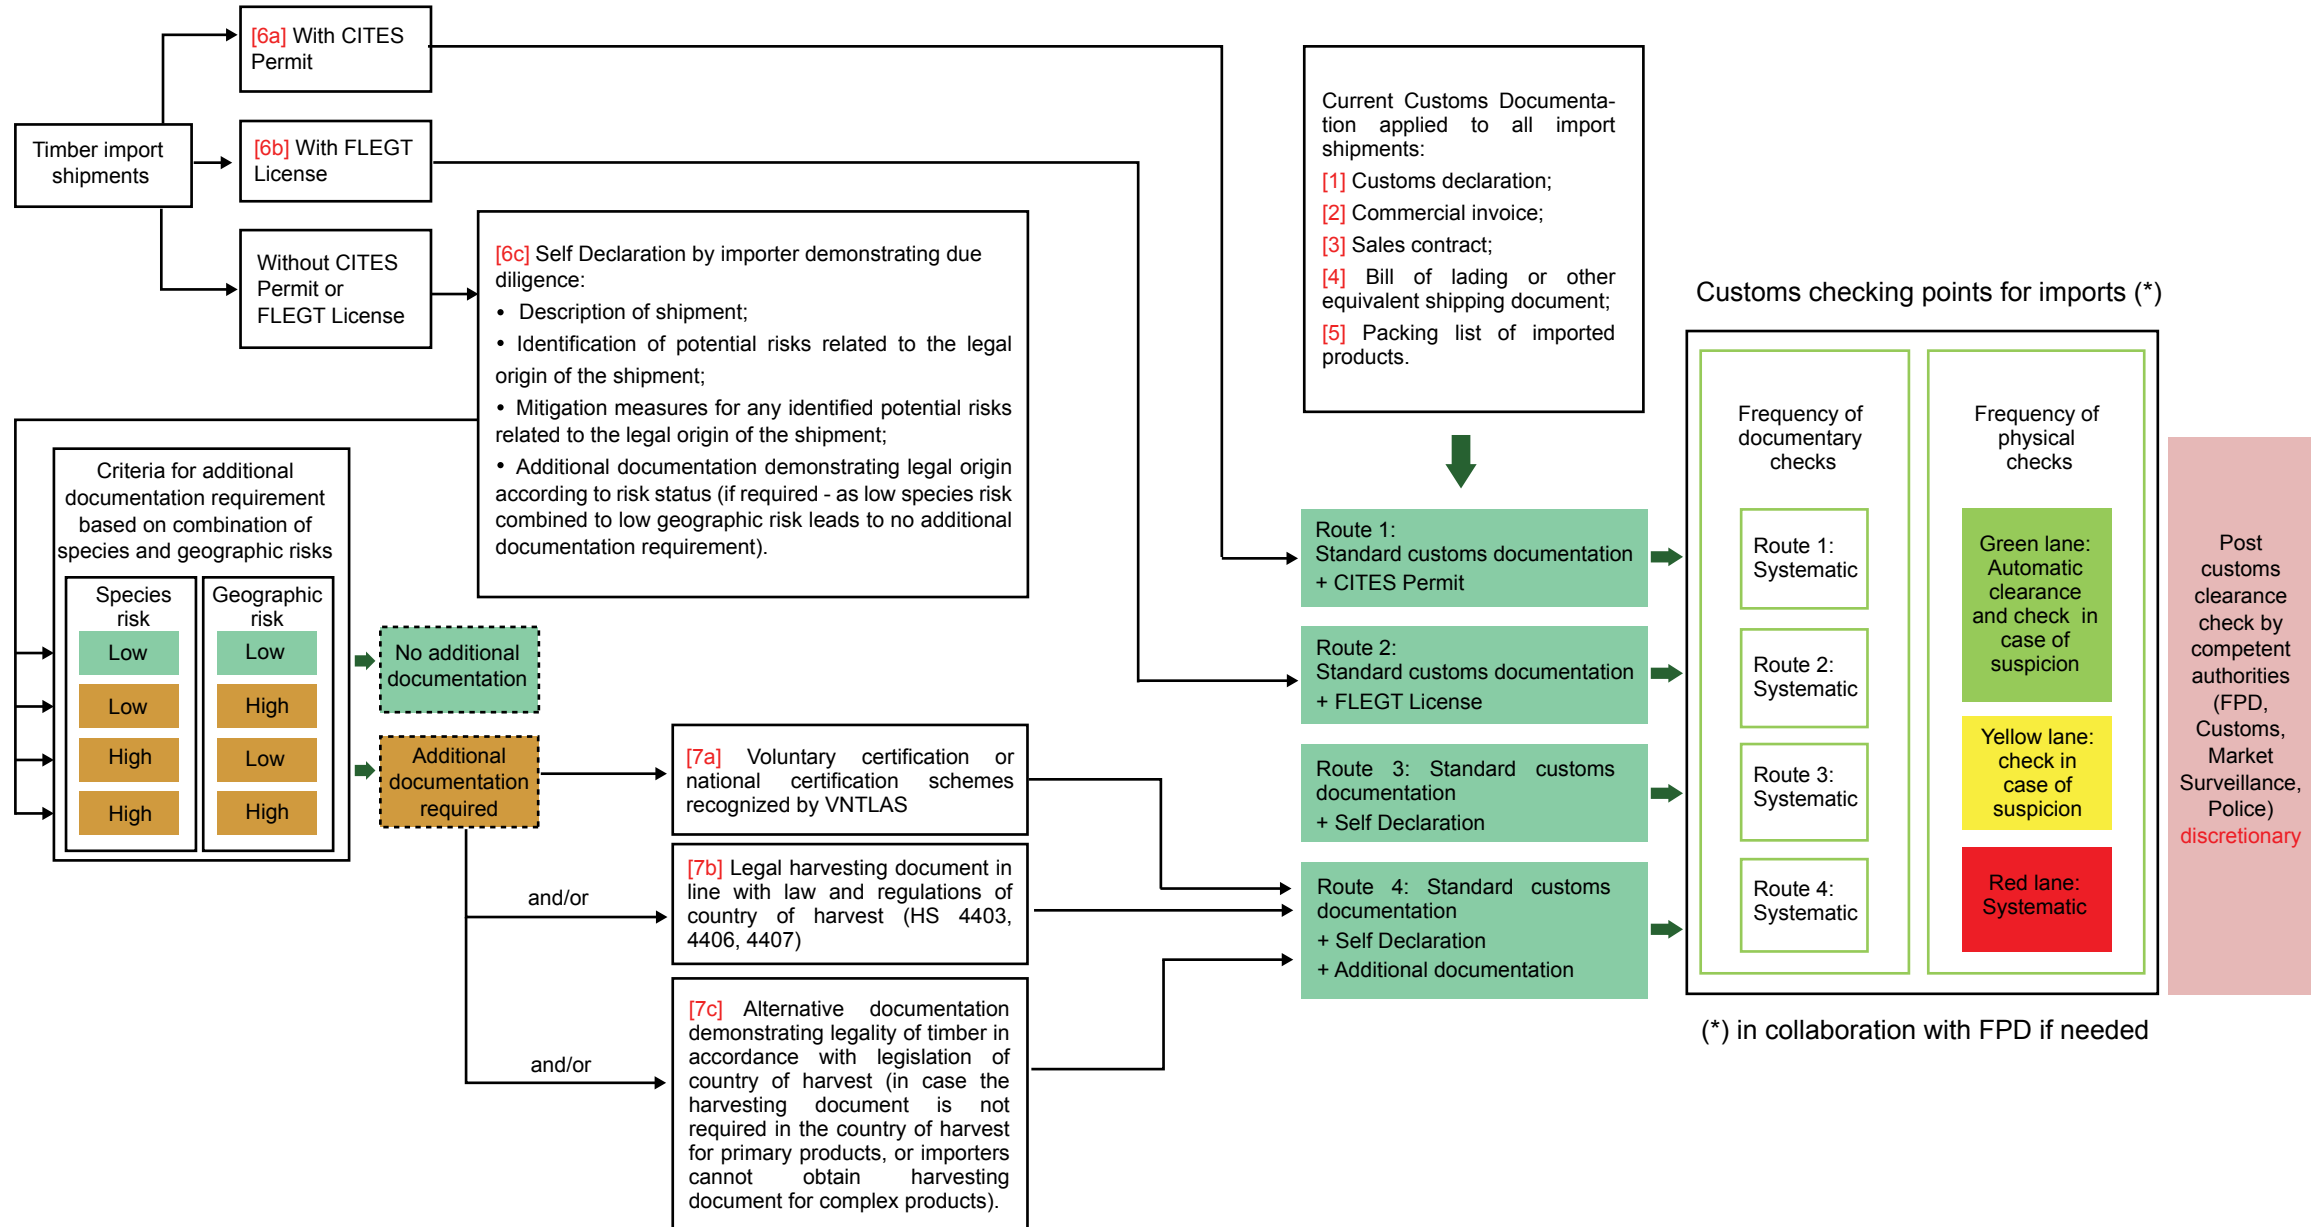 [6a] With CITES
Permit
Timber import
shipments
[6b] With FLEGT
License
Without CITES
Permit or
FLEGT License
[6c] Self Declaration by importer demonstrating due
diligence:
• Description of shipment;
• Identification of potential risks related to the legal
origin of the shipment;
• Mitigation measures for any identified potential risks
related to the legal origin of the shipment;
• Additional documentation demonstrating legal origin
according to risk status (if required - as low species risk
combined to low geographic risk leads to no additional
documentation requirement).
Criteria for additional
documentation requirement
based on combination of
species and geographic risks
Species
risk
Geographic
risk
Low
Low
Low
High
High
Low
High
High
No additional
documentation
Additional
documentation
required
and/or
and/or
[7a] Voluntary certification or
national certification schemes
recognized by VNTLAS
[7b] Legal harvesting document in
line with law and regulations of
country of harvest (HS 4403,
4406, 4407)
[7c] Alternative documentation
demonstrating legality of timber in
accordance with legislation of
country of harvest (in case the
harvesting document is not
required in the country of harvest
for primary products, or importers
cannot obtain harvesting
document for complex products).
Current Customs Documenta-
tion applied to all import
shipments:
[1] Customs declaration;
[2] Commercial invoice;
[3] Sales contract;
[4] Bill of lading or other
equivalent shipping document;
[5] Packing list of imported
products.
Route 1:
Standard customs documentation
+ CITES Permit
Route 2:
Standard customs documentation
+ FLEGT License
Route 3: Standard customs
documentation
+ Self Declaration
Route 4: Standard customs
documentation
+ Self Declaration
+ Additional documentation
Customs checking points for imports (*)
Frequency of
documentary
checks
Route 1:
Systematic
Route 2:
Systematic
Route 3:
Systematic
Route 4:
Systematic
Frequency of
physical
checks
Green lane:
Automatic
clearance
and check in
case of
suspicion
Yellow lane:
check in
case of
suspicion
Red lane:
Systematic
Post
customs
clearance
check by
competent
authorities
(FPD,
Customs,
Market
Surveillance,
Police)
discretionary
(*) in collaboration with FPD if needed